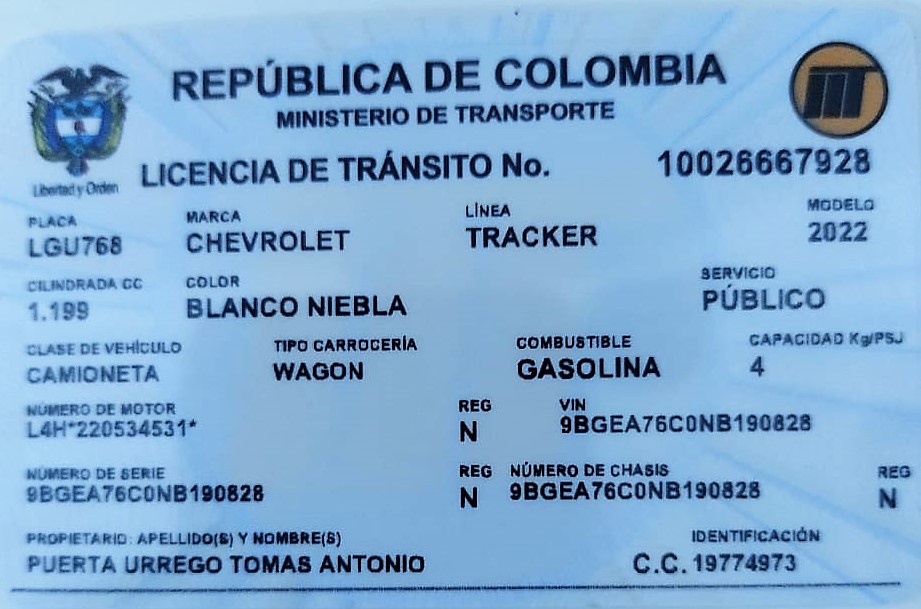 REPÚBLICA DE COLOMBIA
MINISTERIO DE TRANSPORTE
Libertad y Orden
LICENCIA DE TRÁNSITO No. 10026667928
PLACA MARCA LÍNEA MODELO
LGU768 CHEVROLET TRACKER 2022
CILINDRADA CC COLOR SERVICIO
1.199 BLANCO NIEBLA PÚBLICO
CLASE DE VEHÍCULO TIPO CARROCERÍA COMBUSTIBLE CAPACIDAD Kg/PSJ
CAMIONETA WAGON GASOLINA 4
NÚMERO DE MOTOR REG VIN
L4H*220534531* N 9BGEA76C0NB190828
NÚMERO DE SERIE REG NÚMERO DE CHASIS REG
9BGEA76C0NB190828 N 9BGEA76C0NB190828 N
PROPIETARIO: APELLIDO(S) Y NOMBRE(S) IDENTIFICACIÓN
PUERTA URREGO TOMAS ANTONIO C.C. 19774973